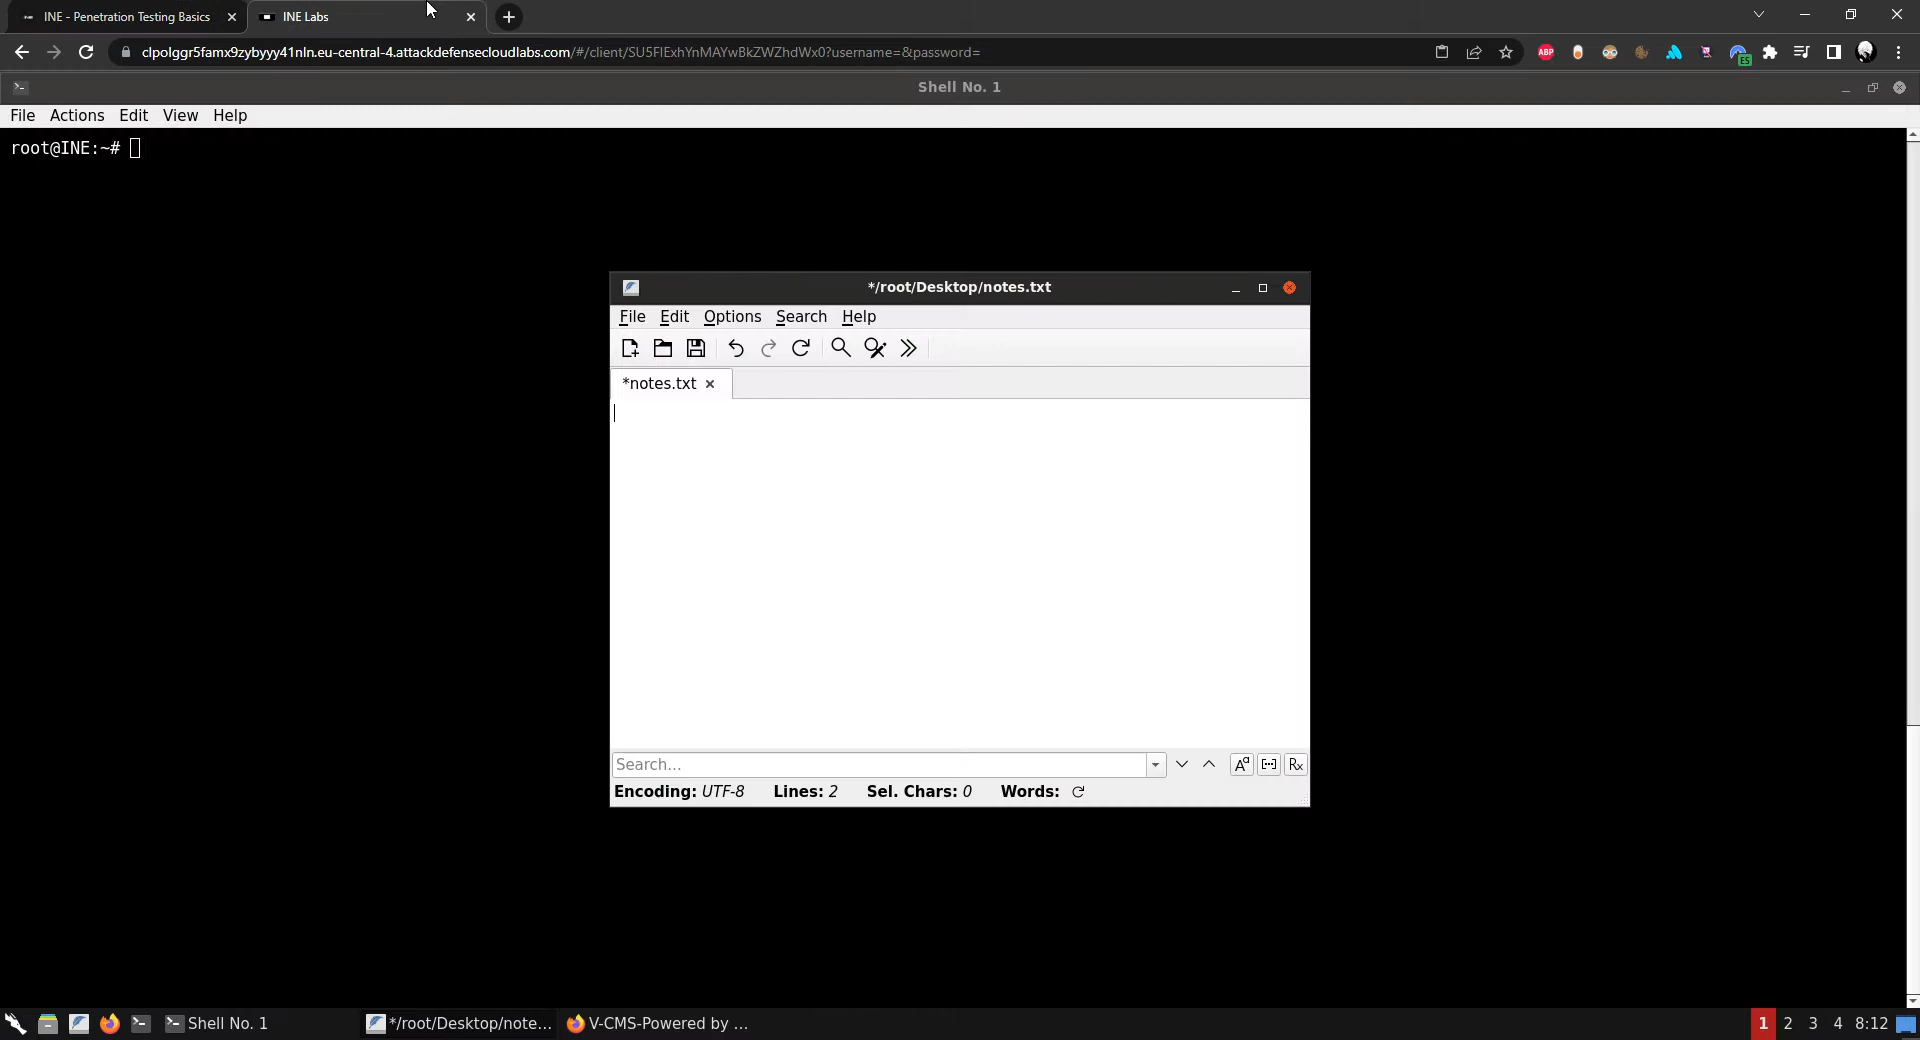 INE - Penetration Testing Basics
INE Labs
clpolggr5famx9zybyyy41nln.eu-central-4.attackdefensecloudlabs.com/#/client/SU5FIExhYnMAYwBkZWZhdWx0?username=&password=
ABP
ES
Shell No. 1
File Actions Edit View Help
root@INE:~#
*/root/Desktop/notes.txt
File Edit Options Search Help
*notes.txt
Search...
Encoding: UTF-8 Lines: 2 Sel. Chars: 0 Words:
Shell No. 1
*/root/Desktop/note...
V-CMS-Powered by ...
1 2 3 4 8:12